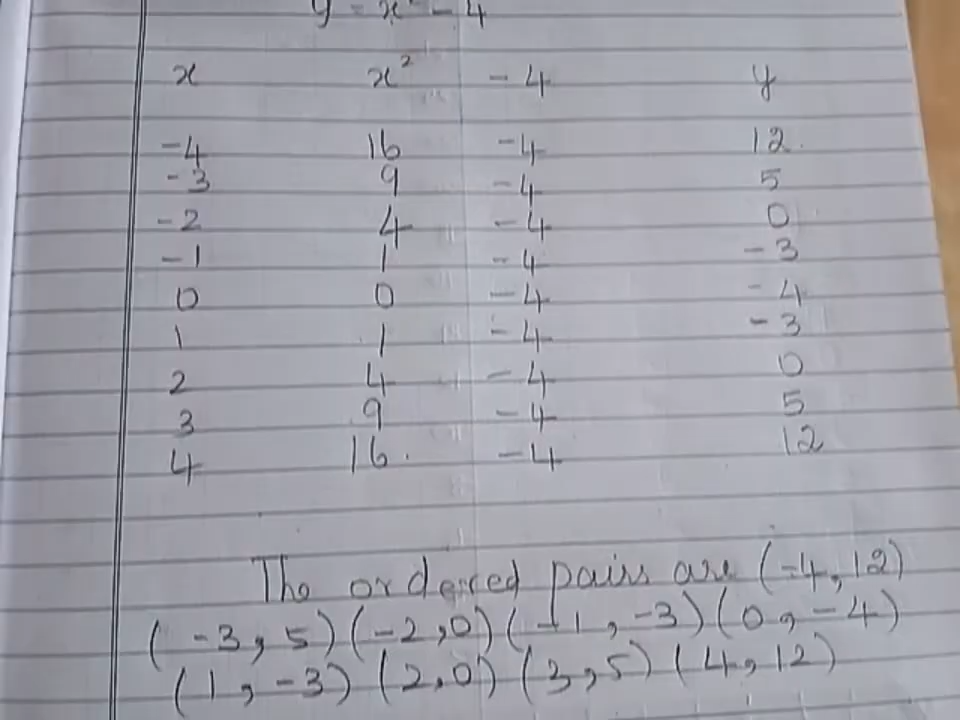 y = x² - 4
x x² - 4 y
-4 16 -4 12.
-3 9 -4 5
-2 4 -4 0
-1 1 -4 -3
0 0 -4 -4
1 1 -4 -3
2 4 -4 0
3 9 -4 5
4 16. -4 12
The ordered pairs are (-4, 12)
(-3, 5) (-2, 0) (-1, -3) (0, -4)
(1, -3) (2, 0) (3, 5) (4, 12)